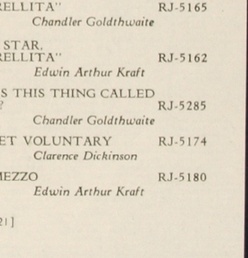 RELLITA" RJ-5165
Chandler Goldthwaite
STAR.
RELLITA" RJ-5162
Edwin Arthur Kraft
S THIS THING CALLED
? RJ-5285
Chandler Goldthwaite
ET VOLUNTARY RJ-5174
Clarence Dickinson
MEZZO RJ-5180
Edwin Arthur Kraft
21]